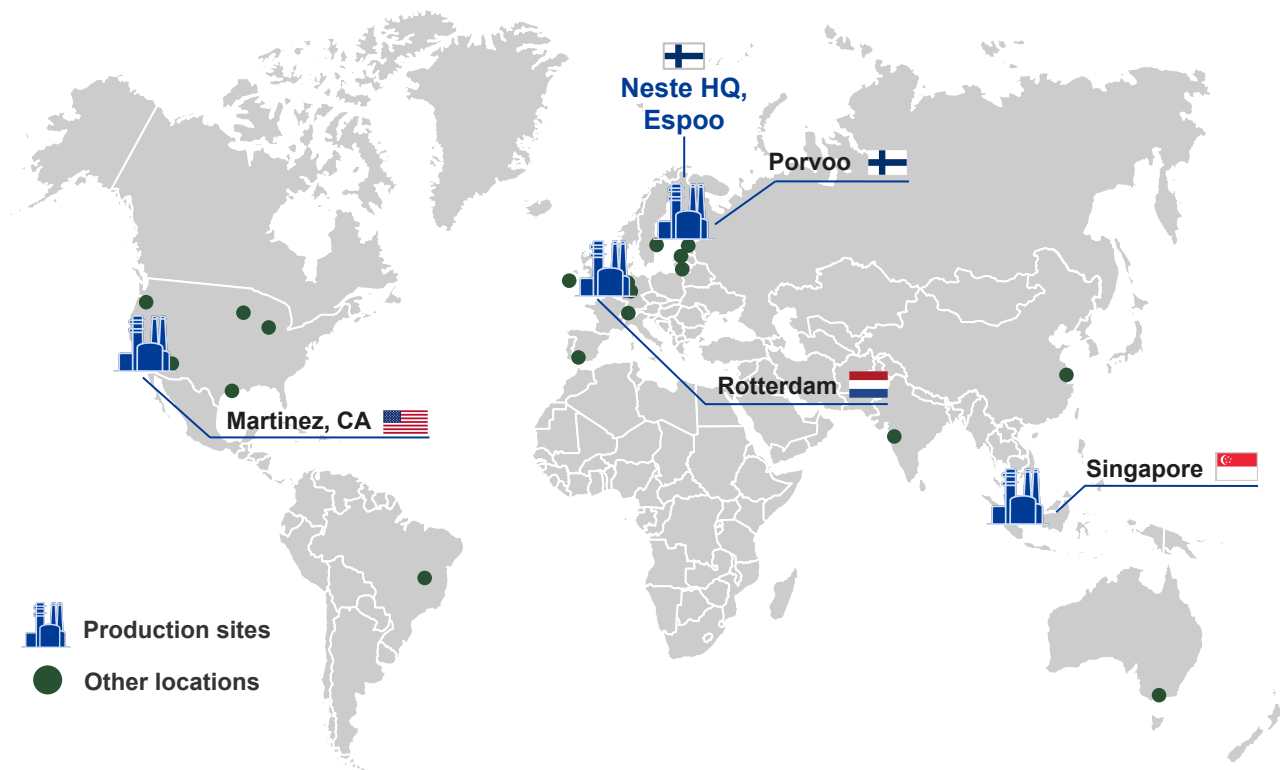 Neste HQ,
Espoo
Porvoo
Rotterdam
Martinez, CA
Singapore
Production sites
Other locations